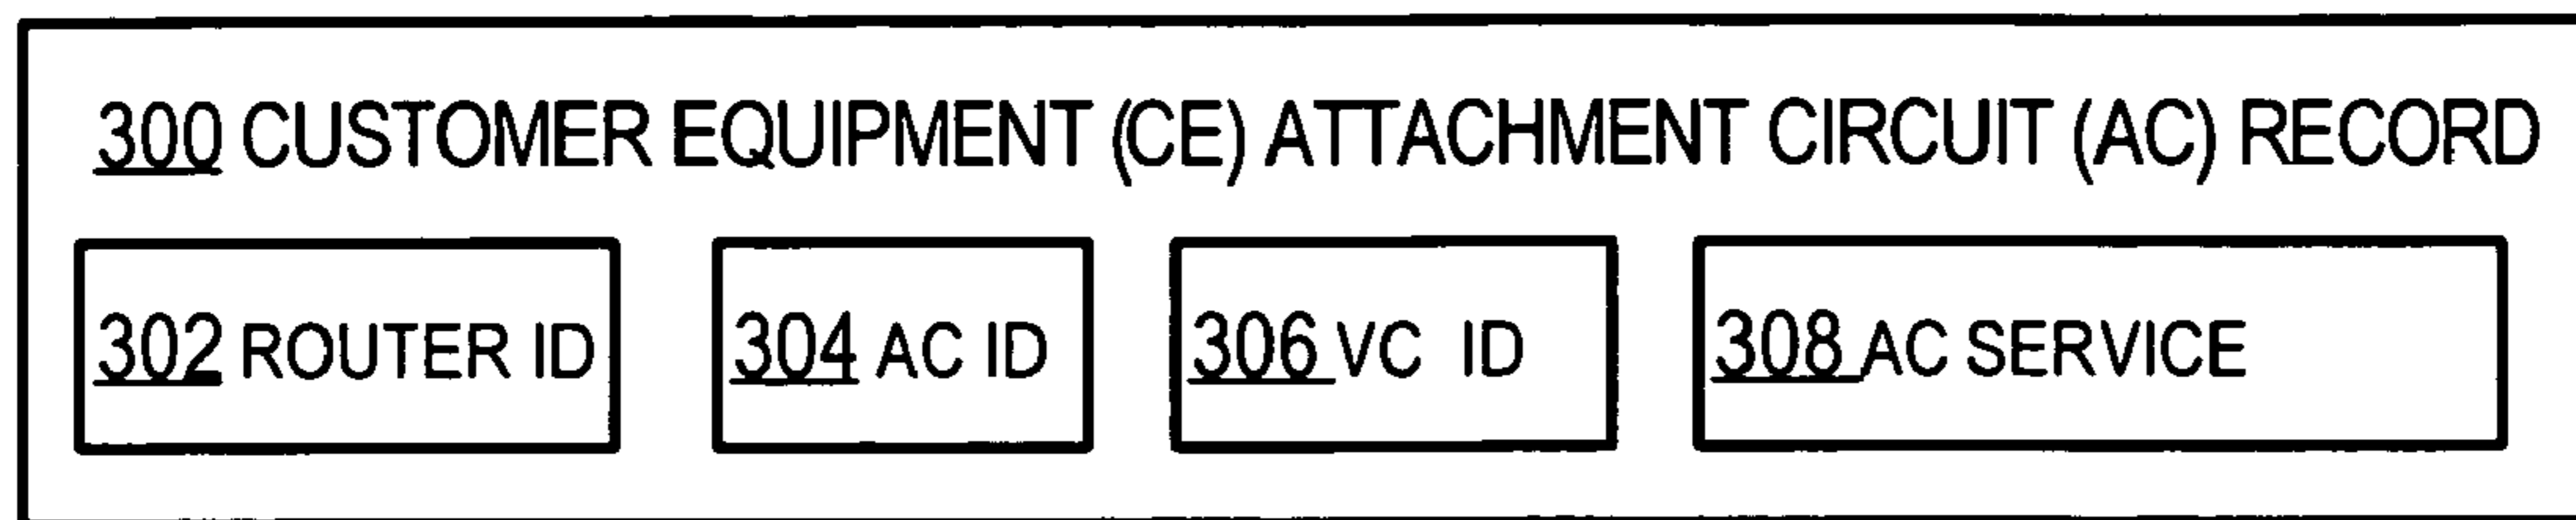 300 CUSTOMER EQUIPMENT (CE) ATTACHMENT CIRCUIT (AC) RECORD
302 ROUTER ID 304 AC ID 306 VC ID 308 AC SERVICE